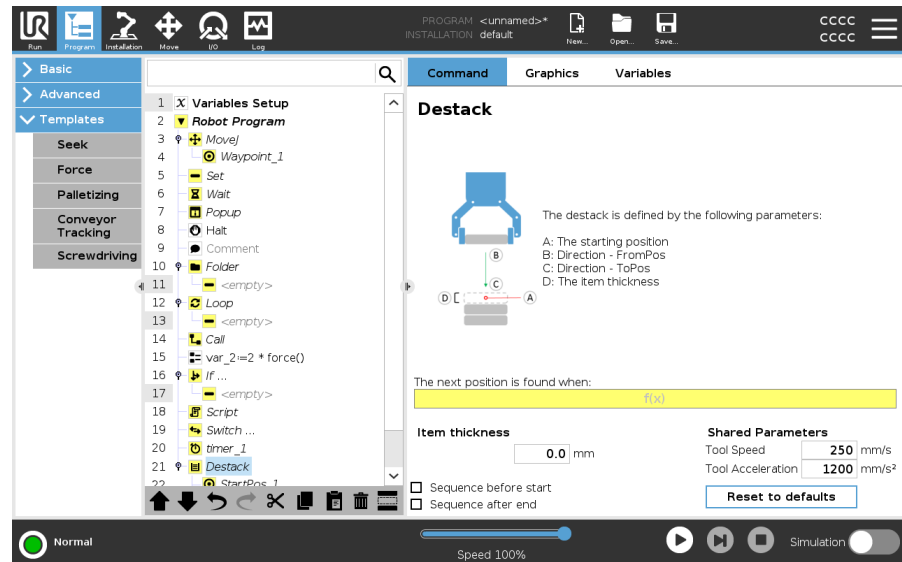 PROGRAM <unnamed>*
INSTALLATION default
CCCC
CCCC
Run
Program
Installation
Move
I/O
Log
New...
Open...
Save...
Basic
Advanced
Templates
Seek
Force
Palletizing
Conveyor
Tracking
Screwdriving
1 X Variables Setup
2 Robot Program
3 MoveJ
4 Waypoint_1
5 Set
6 Wait
7 Popup
8 Halt
9 Comment
10 Folder
11 <empty>
12 Loop
13 <empty>
14 Call
15 var_2:=2 * force()
16 If ...
17 <empty>
18 Script
19 Switch ...
20 timer_1
21 Destack
22 StartPos_1
Command
Graphics
Variables
Destack
The destack is defined by the following parameters:
A: The starting position
B: Direction - FromPos
C: Direction - ToPos
D: The item thickness
B
C
D
A
The next position is found when:
f(x)
Item thickness
0.0 mm
Sequence before start
Sequence after end
Shared Parameters
Tool Speed 250 mm/s
Tool Acceleration 1200 mm/s²
Reset to defaults
Normal
Speed 100%
Simulation